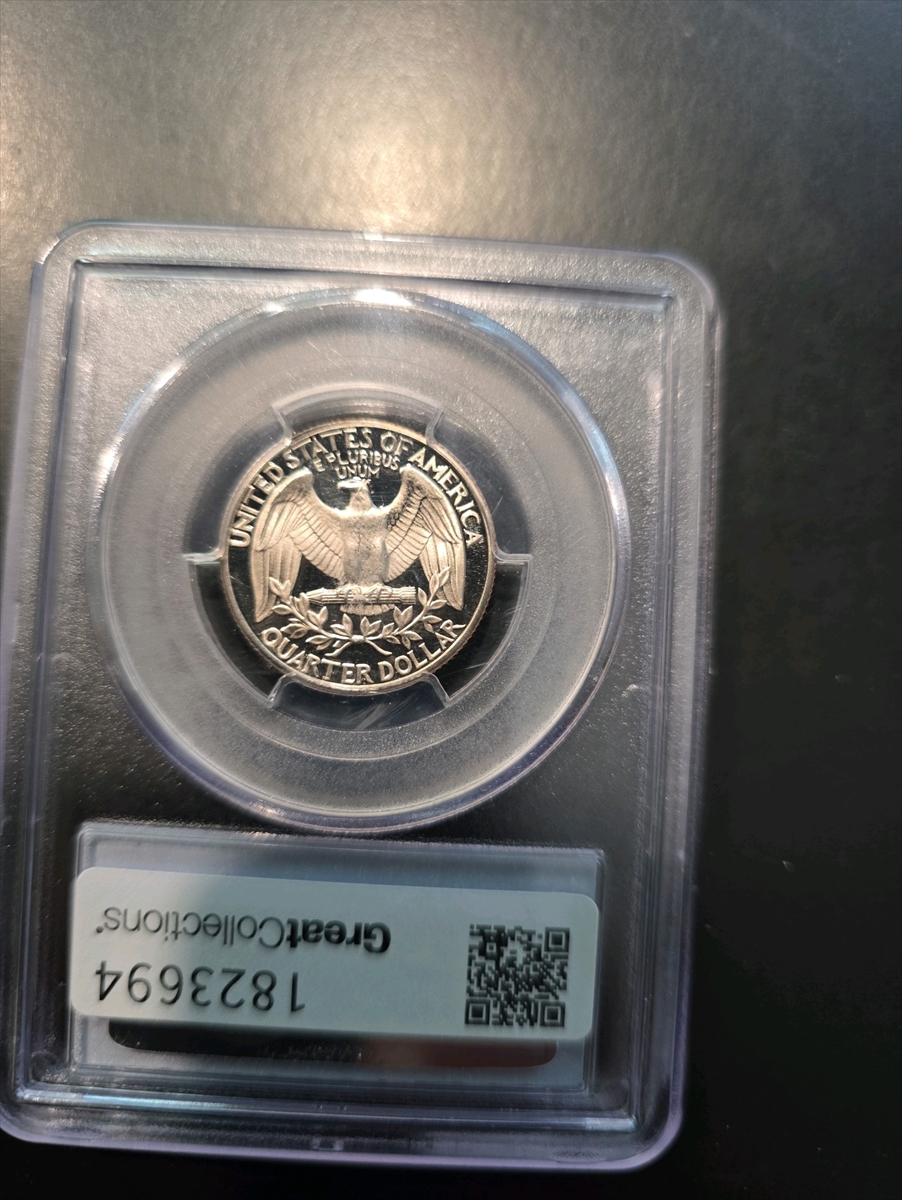 UNITED STATES OF AMERICA
E PLURIBUS
UNUM
QUARTER DOLLAR
GreatCollections®
1823694